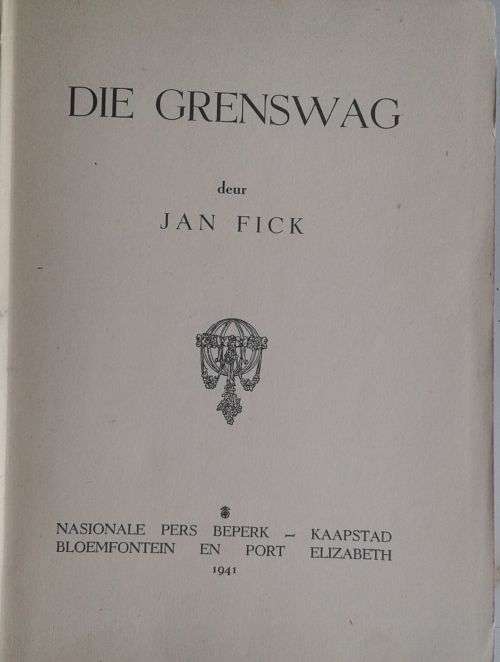 DIE GRENSWAG
deur
JAN FICK
NASIONALE PERS BEPERK — KAAPSTAD
BLOEMFONTEIN EN PORT ELIZABETH
1941